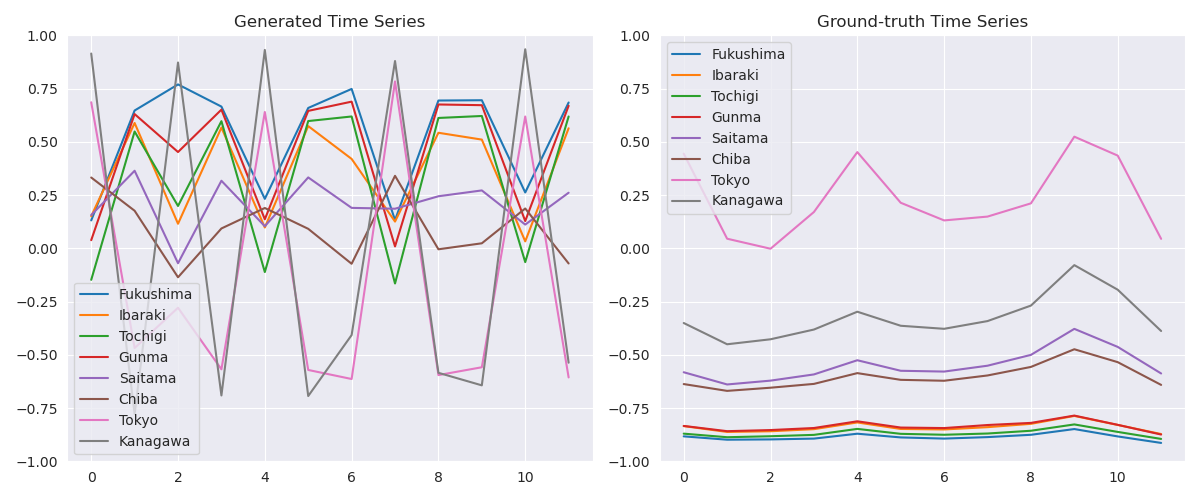 Generated Time Series
1.00
0.75
0.50
0.25
0.00
−0.25
−0.50
−0.75
−1.00
Fukushima
Ibaraki
Tochigi
Gunma
Saitama
Chiba
Tokyo
Kanagawa
0 2 4 6 8 10
Ground-truth Time Series
1.00
0.75
0.50
0.25
0.00
−0.25
−0.50
−0.75
−1.00
Fukushima
Ibaraki
Tochigi
Gunma
Saitama
Chiba
Tokyo
Kanagawa
0 2 4 6 8 10